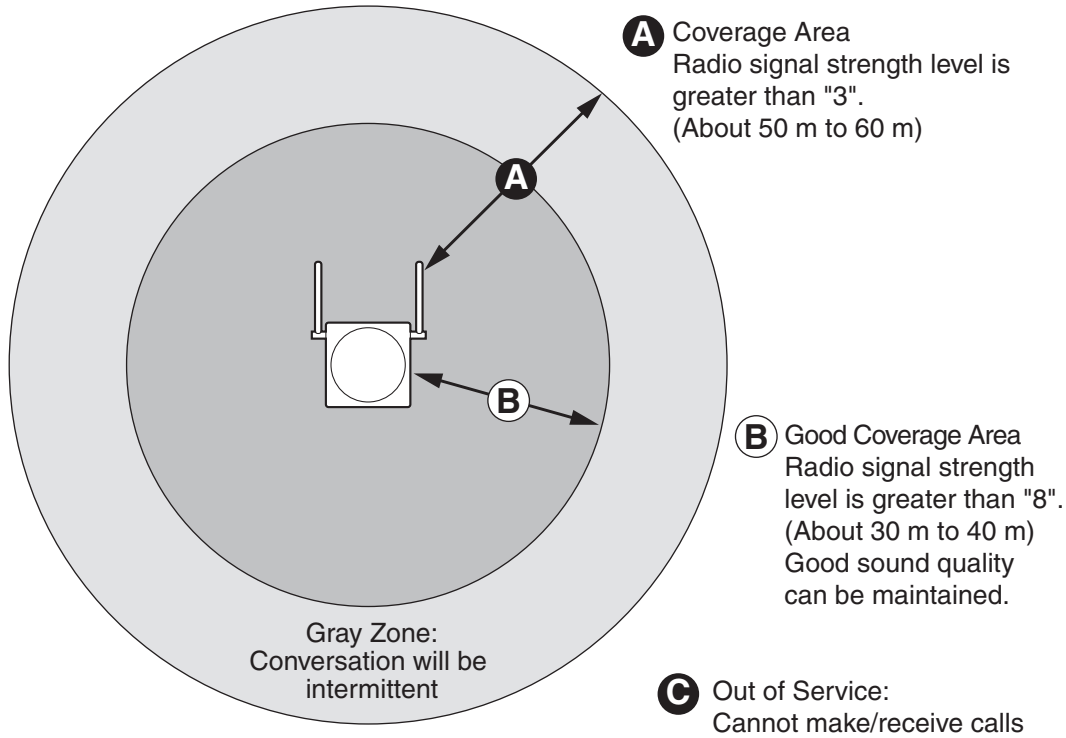 A Coverage Area
Radio signal strength level is
greater than "3".
(About 50 m to 60 m)
A
B
B Good Coverage Area
Radio signal strength
level is greater than "8".
(About 30 m to 40 m)
Good sound quality
can be maintained.
Gray Zone:
Conversation will be
intermittent
C Out of Service:
Cannot make/receive calls